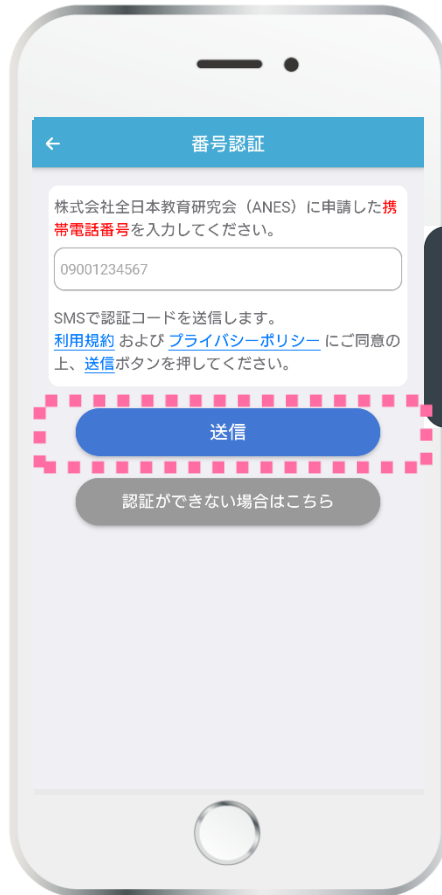 番号認証
株式会社全日本教育研究会（ANES）に申請した携
帯電話番号を入力してください。
09001234567
SMSで認証コードを送信します。
利用規約 および プライバシーポリシー にご同意の
上、送信ボタンを押してください。
送信
認証ができない場合はこちら